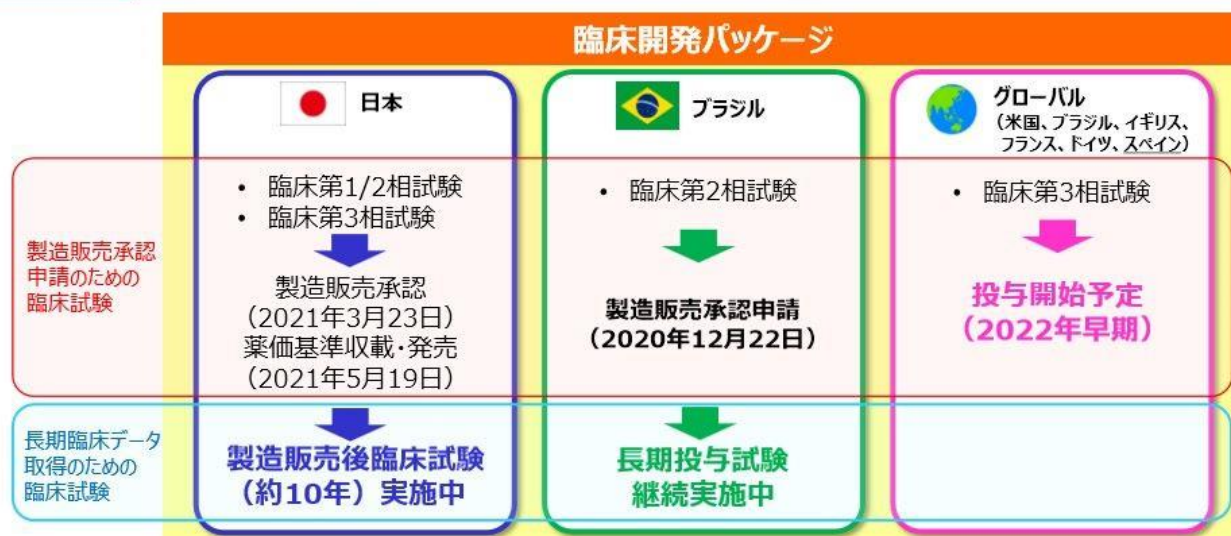 臨床開発パッケージ
日本
ブラジル
グローバル
（米国、ブラジル、イギリス、
フランス、ドイツ、スペイン）
製造販売承認
申請のための
臨床試験
• 臨床第1/2相試験
• 臨床第3相試験
製造販売承認
（2021年3月23日）
薬価基準収載・発売
（2021年5月19日）
• 臨床第2相試験
製造販売承認申請
（2020年12月22日）
• 臨床第3相試験
投与開始予定
（2022年早期）
長期臨床データ
取得のための
臨床試験
製造販売後臨床試験
（約10年）実施中
長期投与試験
継続実施中